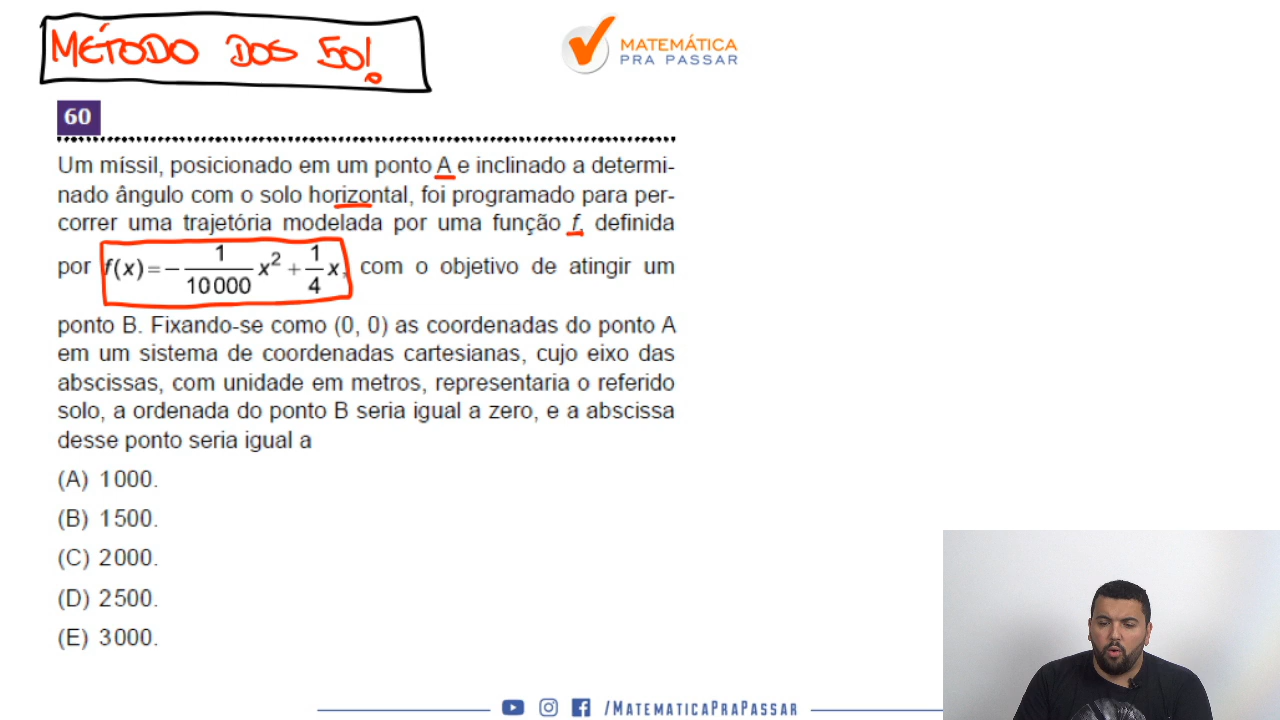 MÉTODO DOS 50!
MATEMÁTICA
PRA PASSAR
60
Um míssil, posicionado em um ponto A e inclinado a determi-
nado ângulo com o solo horizontal, foi programado para per-
correr uma trajetória modelada por uma função f, definida
por f(x) = − 1/10 000 x² + 1/4 x, com o objetivo de atingir um
ponto B. Fixando-se como (0, 0) as coordenadas do ponto A
em um sistema de coordenadas cartesianas, cujo eixo das
abscissas, com unidade em metros, representaria o referido
solo, a ordenada do ponto B seria igual a zero, e a abscissa
desse ponto seria igual a
(A) 1000.
(B) 1500.
(C) 2000.
(D) 2500.
(E) 3000.
/MATEMATICAPRAPASSAR